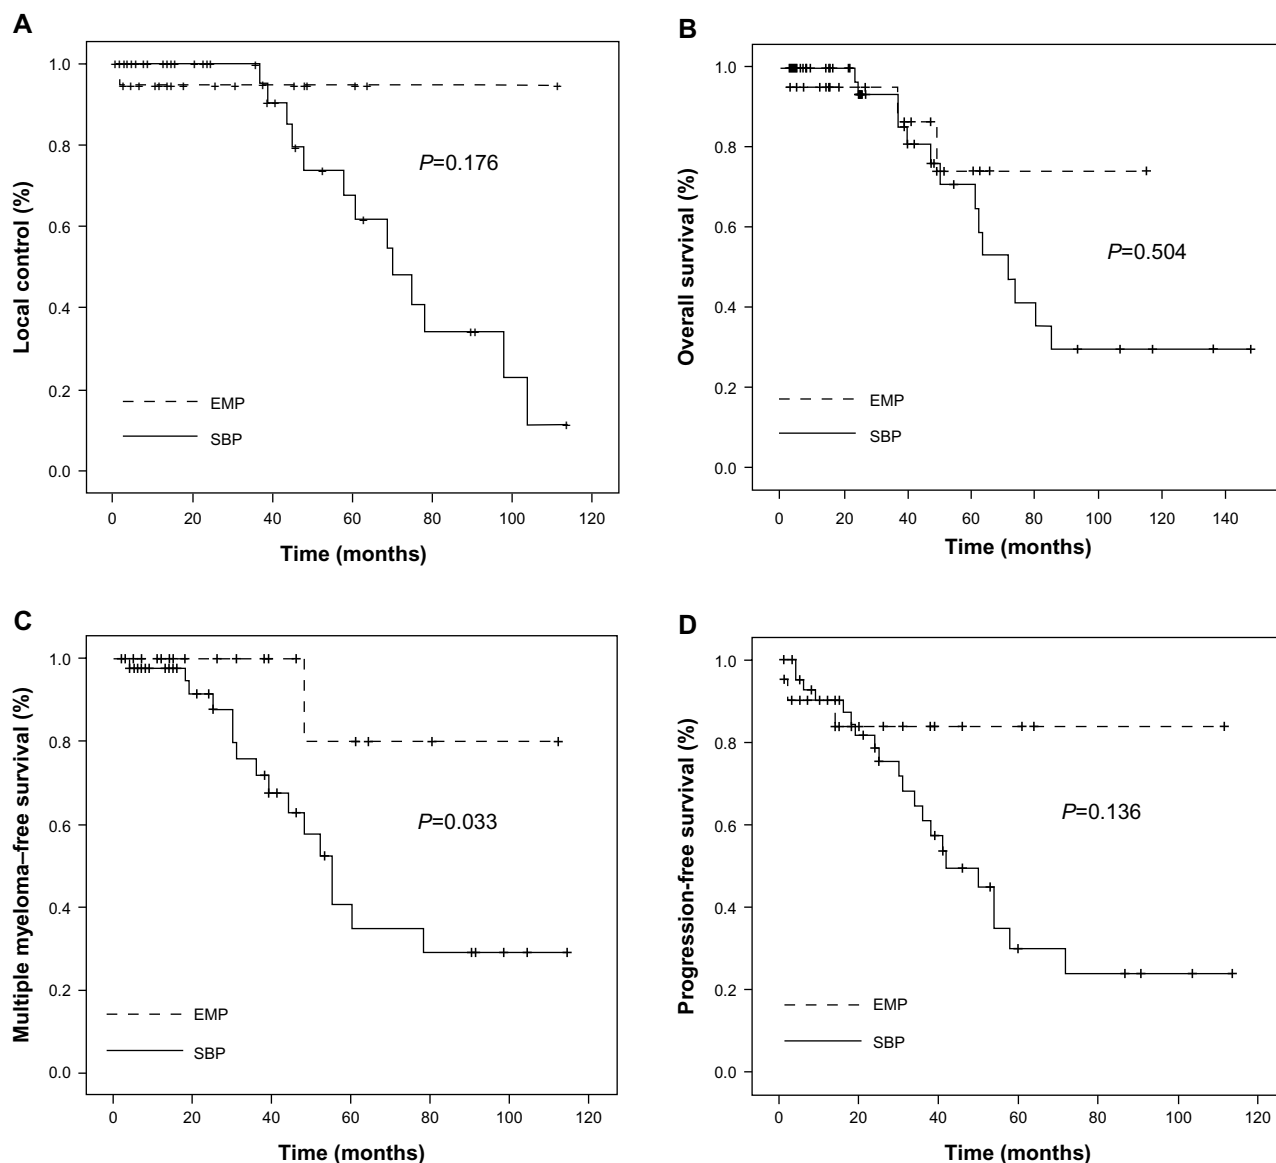 A
Local control (%)
1.0
0.8
0.6
0.4
0.2
0.0
P=0.176
EMP
SBP
0 20 40 60 80 100 120
Time (months)
B
Overall survival (%)
1.0
0.8
0.6
0.4
0.2
0.0
P=0.504
EMP
SBP
0 20 40 60 80 100 120 140
Time (months)
C
Multiple myeloma–free survival (%)
1.0
0.8
0.6
0.4
0.2
0.0
P=0.033
EMP
SBP
0 20 40 60 80 100 120
Time (months)
D
Progression-free survival (%)
1.0
0.8
0.6
0.4
0.2
0.0
P=0.136
EMP
SBP
0 20 40 60 80 100 120
Time (months)